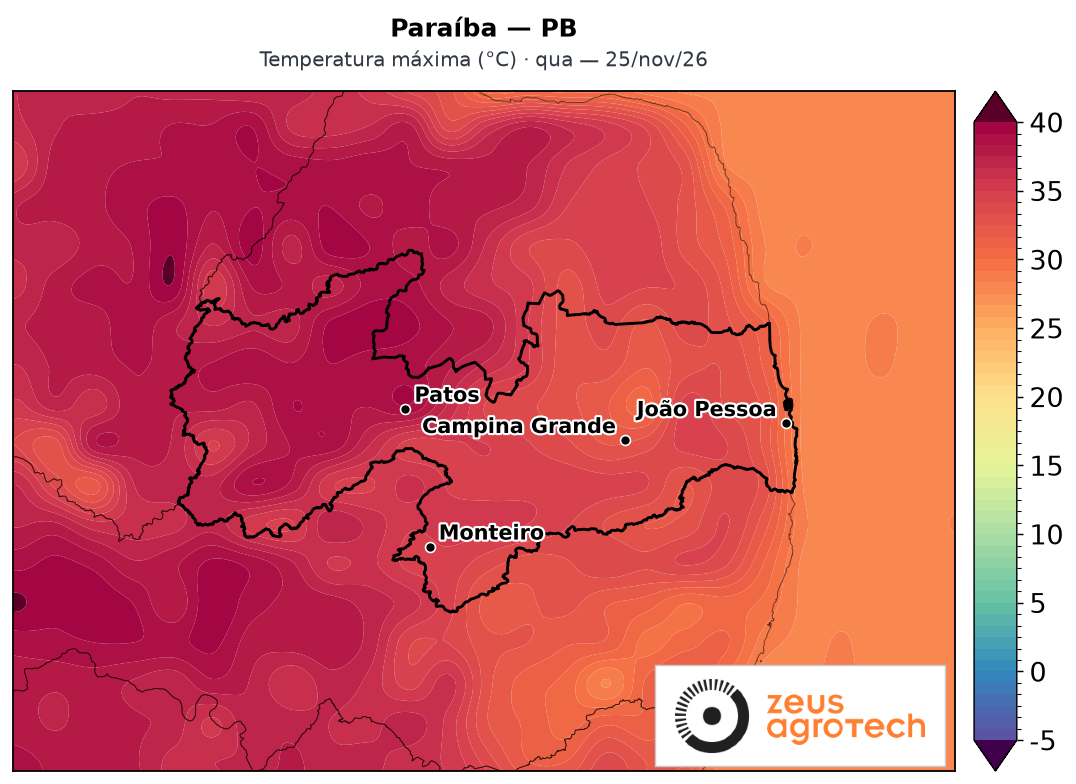 Paraíba — PB
Temperatura máxima (°C) · qua — 25/nov/26
40
35
30
25
20
15
10
5
0
-5
Patos
Campina Grande
João Pessoa
Monteiro
zeus
agrotech